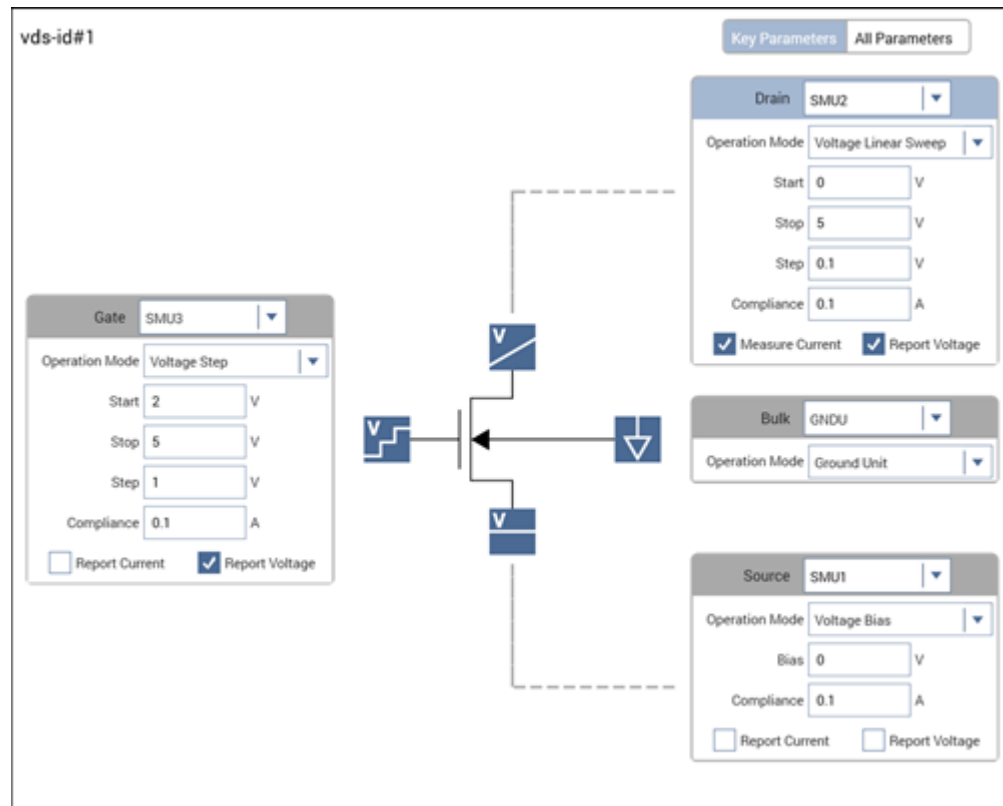 vds-id#1
Key Parameters All Parameters
Drain SMU2
Operation Mode Voltage Linear Sweep
Start 0 V
Stop 5 V
Step 0.1 V
Compliance 0.1 A
Measure Current Report Voltage
Gate SMU3
Operation Mode Voltage Step
Start 2 V
Stop 5 V
Step 1 V
Compliance 0.1 A
Report Current Report Voltage
V
V
V
Bulk GNDU
Operation Mode Ground Unit
Source SMU1
Operation Mode Voltage Bias
Bias 0 V
Compliance 0.1 A
Report Current Report Voltage